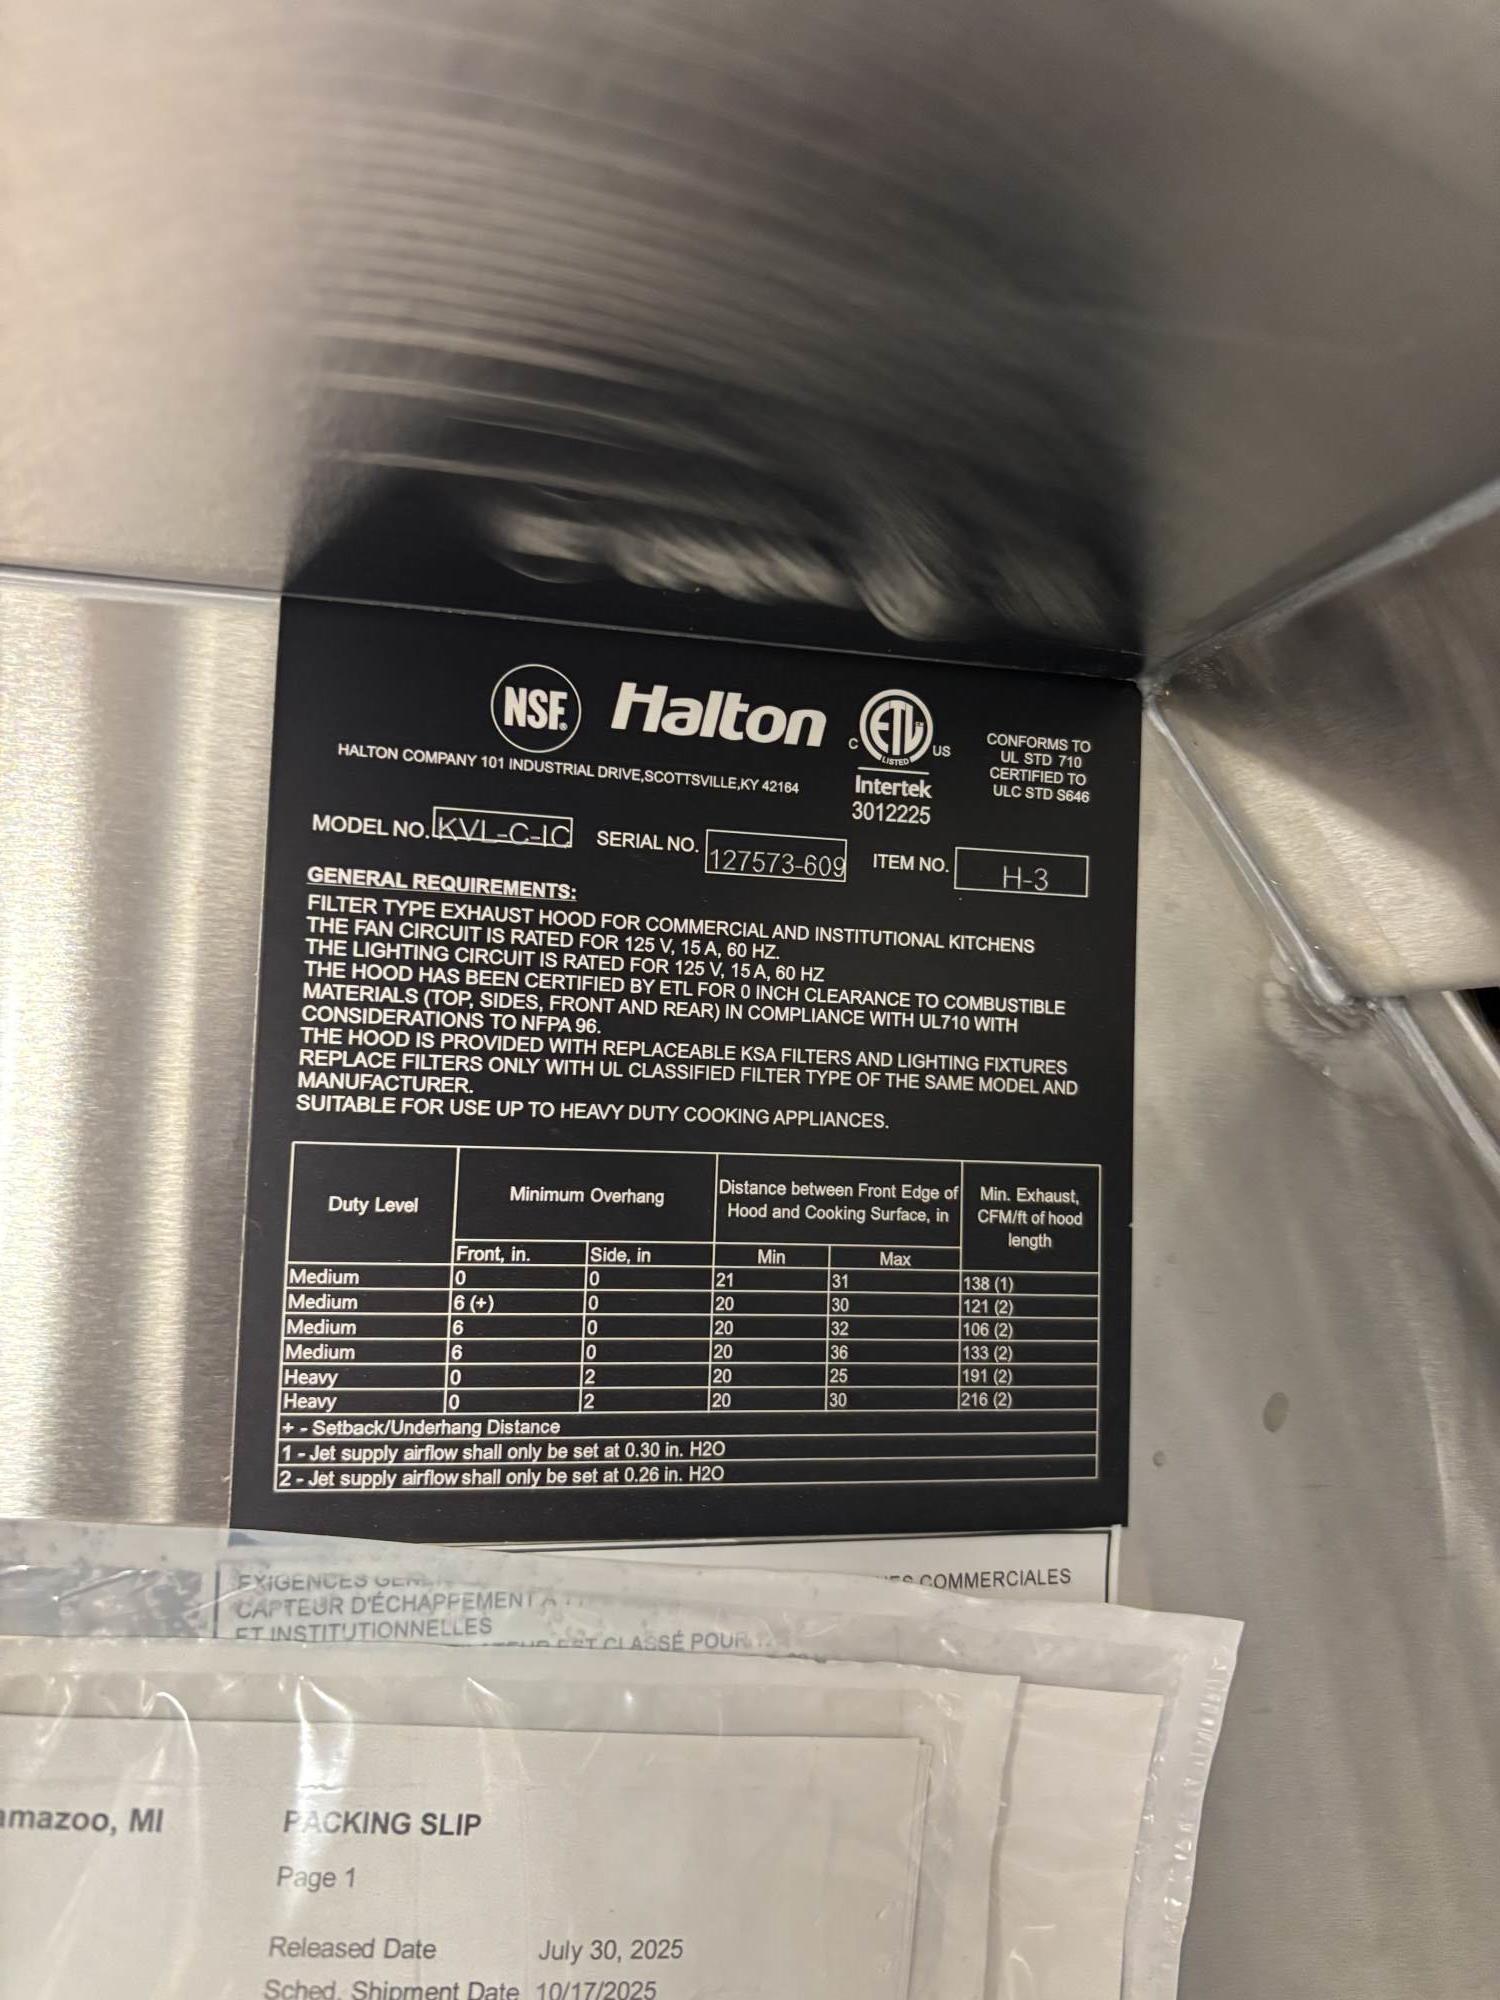 NSF®
Halton
C ETL US
LISTED
Intertek
3012225
CONFORMS TO
UL STD 710
CERTIFIED TO
ULC STD S646
HALTON COMPANY 101 INDUSTRIAL DRIVE,SCOTTSVILLE,KY 42164
MODEL NO. KVL-C-IC SERIAL NO. 127573-609 ITEM NO. H-3
GENERAL REQUIREMENTS:
FILTER TYPE EXHAUST HOOD FOR COMMERCIAL AND INSTITUTIONAL KITCHENS
THE FAN CIRCUIT IS RATED FOR 125 V, 15 A, 60 HZ.
THE LIGHTING CIRCUIT IS RATED FOR 125 V, 15 A, 60 HZ
THE HOOD HAS BEEN CERTIFIED BY ETL FOR 0 INCH CLEARANCE TO COMBUSTIBLE
MATERIALS (TOP, SIDES, FRONT AND REAR) IN COMPLIANCE WITH UL710 WITH
CONSIDERATIONS TO NFPA 96.
THE HOOD IS PROVIDED WITH REPLACEABLE KSA FILTERS AND LIGHTING FIXTURES
REPLACE FILTERS ONLY WITH UL CLASSIFIED FILTER TYPE OF THE SAME MODEL AND
MANUFACTURER.
SUITABLE FOR USE UP TO HEAVY DUTY COOKING APPLIANCES.
Duty Level
Minimum Overhang
Distance between Front Edge of
Hood and Cooking Surface, in
Min. Exhaust,
CFM/ft of hood
length
Front, in. Side, in Min Max
Medium 0 0 21 31 138 (1)
Medium 6 (+) 0 20 30 121 (2)
Medium 6 0 20 32 106 (2)
Medium 6 0 20 36 133 (2)
Heavy 0 2 20 25 191 (2)
Heavy 0 2 20 30 216 (2)
+ - Setback/Underhang Distance
1 - Jet supply airflow shall only be set at 0.30 in. H2O
2 - Jet supply airflow shall only be set at 0.26 in. H2O
EXIGENCES COMMERCIALES
CAPTEUR D'ÉCHAPPEMENT À
ET INSTITUTIONNELLES
EST CLASSÉ POUR
amazoo, MI
PACKING SLIP
Page 1
Released Date July 30, 2025
Sched. Shipment Date 10/17/2025